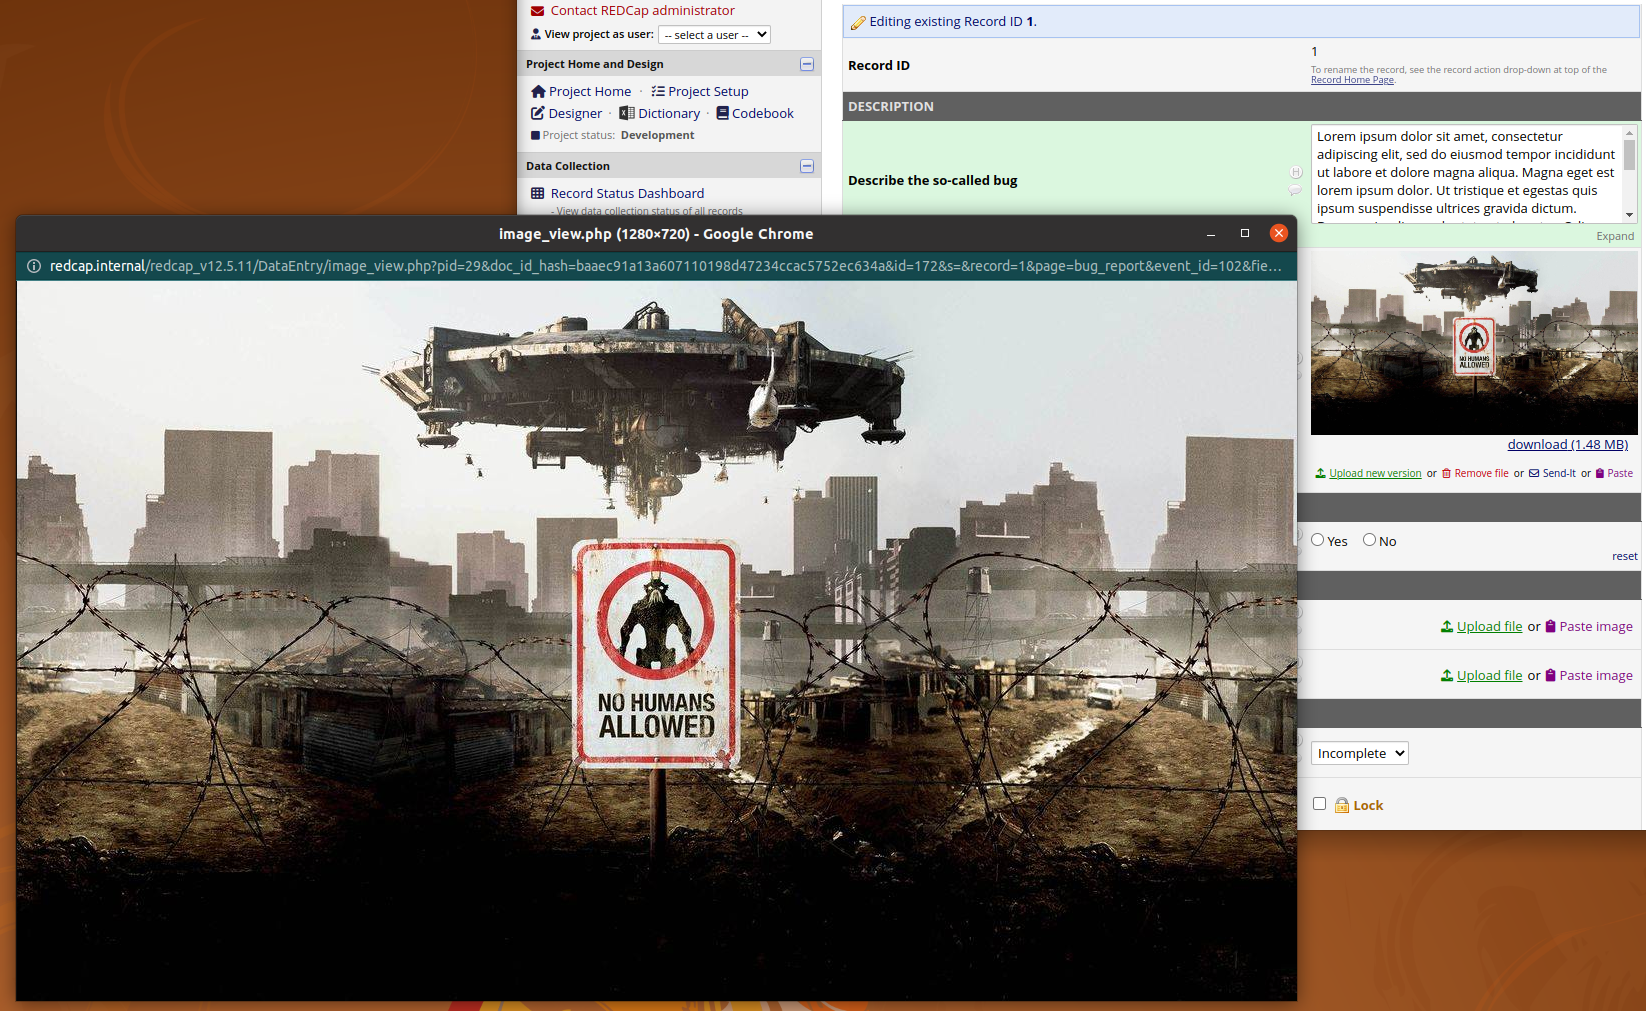 Contact REDCap administrator
View project as user: -- select a user --
Project Home and Design
Project Home · Project Setup
Designer · Dictionary · Codebook
Project status: Development
Data Collection
Record Status Dashboard
- View data collection status of all records
Editing existing Record ID 1.
Record ID
1
To rename the record, see the record action drop-down at top of the
Record Home Page.
DESCRIPTION
Describe the so-called bug
H
Lorem ipsum dolor sit amet, consectetur
adipiscing elit, sed do eiusmod tempor incididunt
ut labore et dolore magna aliqua. Magna eget est
lorem ipsum dolor. Ut tristique et egestas quis
ipsum suspendisse ultrices gravida dictum.
Expand
image_view.php (1280×720) - Google Chrome
redcap.internal/redcap_v12.5.11/DataEntry/image_view.php?pid=29&doc_id_hash=baaec91a13a607110198d47234ccac5752ec634a&id=172&s=&record=1&page=bug_report&event_id=102&fie...
NO HUMANS
ALLOWED
NO HUMANS
ALLOWED
download (1.48 MB)
Upload new version or Remove file or Send-It or Paste
Yes No
reset
Upload file or Paste image
Upload file or Paste image
Incomplete
Lock